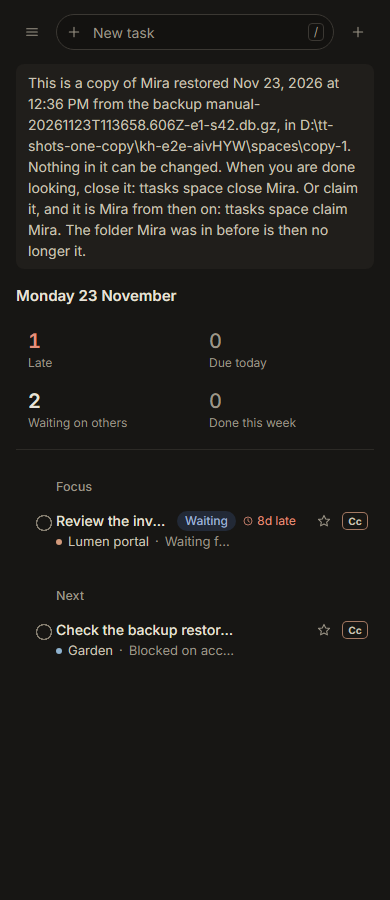 New task
/
This is a copy of Mira restored Nov 23, 2026 at
12:36 PM from the backup manual-
20261123T113658.606Z-e1-s42.db.gz, in D:\tt-
shots-one-copy\kh-e2e-aivHYW\spaces\copy-1.
Nothing in it can be changed. When you are done
looking, close it: ttasks space close Mira. Or claim
it, and it is Mira from then on: ttasks space claim
Mira. The folder Mira was in before is then no
longer it.
Monday 23 November
1
Late
0
Due today
2
Waiting on others
0
Done this week
Focus
Review the inv... Waiting 8d late Cc
Lumen portal · Waiting f...
Next
Check the backup restor... Cc
Garden · Blocked on acc...